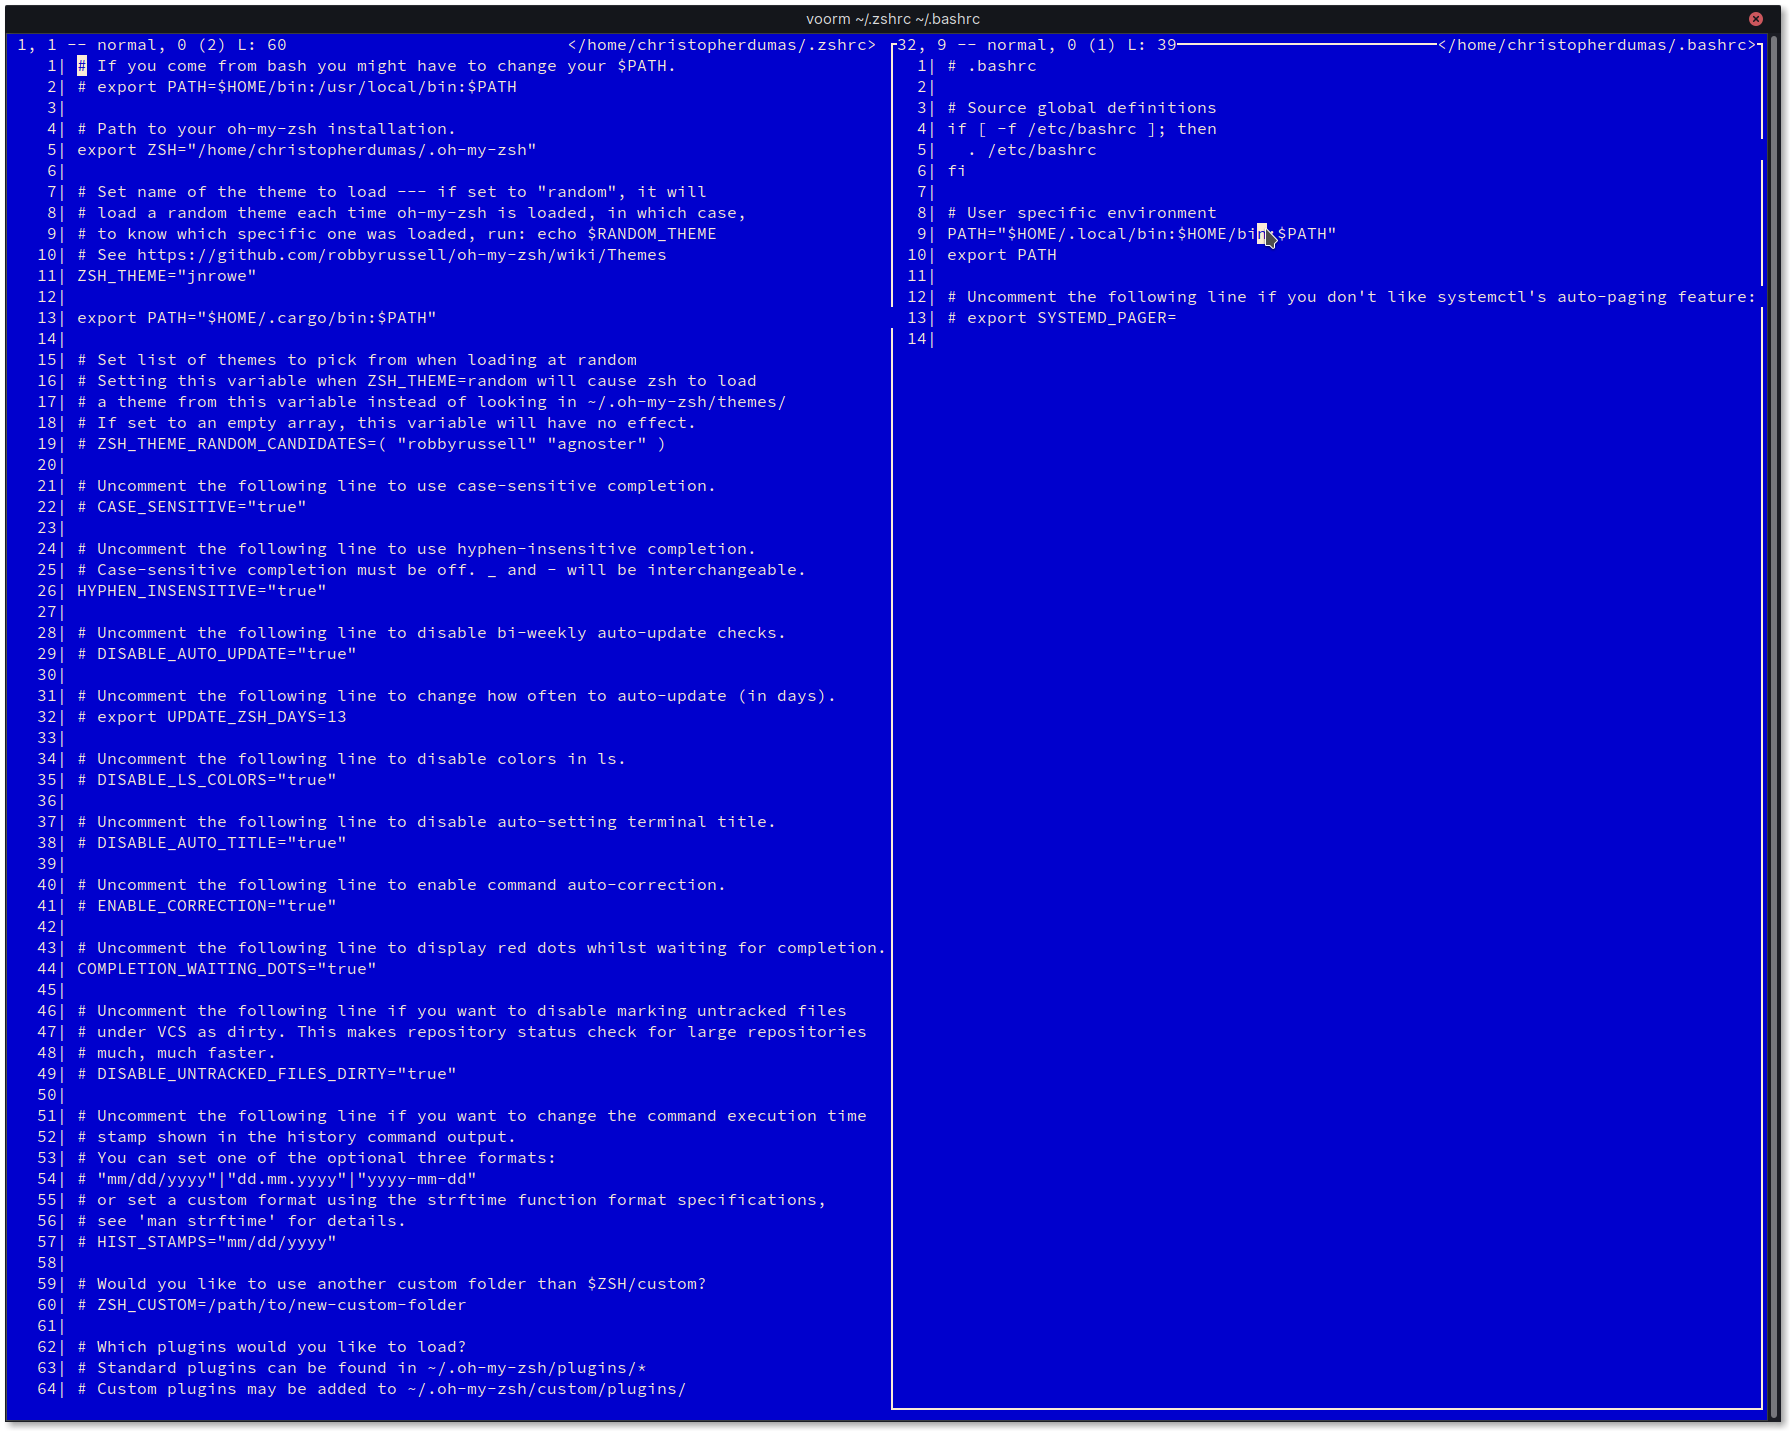 voorm ~/.zshrc ~/.bashrc
1, 1 -- normal, 0 (2) L: 60 </home/christopherdumas/.zshrc>
1| # If you come from bash you might have to change your $PATH.
2| # export PATH=$HOME/bin:/usr/local/bin:$PATH
3|
4| # Path to your oh-my-zsh installation.
5| export ZSH="/home/christopherdumas/.oh-my-zsh"
6|
7| # Set name of the theme to load --- if set to "random", it will
8| # load a random theme each time oh-my-zsh is loaded, in which case,
9| # to know which specific one was loaded, run: echo $RANDOM_THEME
10| # See https://github.com/robbyrussell/oh-my-zsh/wiki/Themes
11| ZSH_THEME="jnrowe"
12|
13| export PATH="$HOME/.cargo/bin:$PATH"
14|
15| # Set list of themes to pick from when loading at random
16| # Setting this variable when ZSH_THEME=random will cause zsh to load
17| # a theme from this variable instead of looking in ~/.oh-my-zsh/themes/
18| # If set to an empty array, this variable will have no effect.
19| # ZSH_THEME_RANDOM_CANDIDATES=( "robbyrussell" "agnoster" )
20|
21| # Uncomment the following line to use case-sensitive completion.
22| # CASE_SENSITIVE="true"
23|
24| # Uncomment the following line to use hyphen-insensitive completion.
25| # Case-sensitive completion must be off. _ and - will be interchangeable.
26| HYPHEN_INSENSITIVE="true"
27|
28| # Uncomment the following line to disable bi-weekly auto-update checks.
29| # DISABLE_AUTO_UPDATE="true"
30|
31| # Uncomment the following line to change how often to auto-update (in days).
32| # export UPDATE_ZSH_DAYS=13
33|
34| # Uncomment the following line to disable colors in ls.
35| # DISABLE_LS_COLORS="true"
36|
37| # Uncomment the following line to disable auto-setting terminal title.
38| # DISABLE_AUTO_TITLE="true"
39|
40| # Uncomment the following line to enable command auto-correction.
41| # ENABLE_CORRECTION="true"
42|
43| # Uncomment the following line to display red dots whilst waiting for completion.
44| COMPLETION_WAITING_DOTS="true"
45|
46| # Uncomment the following line if you want to disable marking untracked files
47| # under VCS as dirty. This makes repository status check for large repositories
48| # much, much faster.
49| # DISABLE_UNTRACKED_FILES_DIRTY="true"
50|
51| # Uncomment the following line if you want to change the command execution time
52| # stamp shown in the history command output.
53| # You can set one of the optional three formats:
54| # "mm/dd/yyyy"|"dd.mm.yyyy"|"yyyy-mm-dd"
55| # or set a custom format using the strftime function format specifications,
56| # see 'man strftime' for details.
57| # HIST_STAMPS="mm/dd/yyyy"
58|
59| # Would you like to use another custom folder than $ZSH/custom?
60| # ZSH_CUSTOM=/path/to/new-custom-folder
61|
62| # Which plugins would you like to load?
63| # Standard plugins can be found in ~/.oh-my-zsh/plugins/*
64| # Custom plugins may be added to ~/.oh-my-zsh/custom/plugins/
32, 9 -- normal, 0 (1) L: 39 </home/christopherdumas/.bashrc>
1| # .bashrc
2|
3| # Source global definitions
4| if [ -f /etc/bashrc ]; then
5|   . /etc/bashrc
6| fi
7|
8| # User specific environment
9| PATH="$HOME/.local/bin:$HOME/bin:$PATH"
10| export PATH
11|
12| # Uncomment the following line if you don't like systemctl's auto-paging feature:
13| # export SYSTEMD_PAGER=
14|